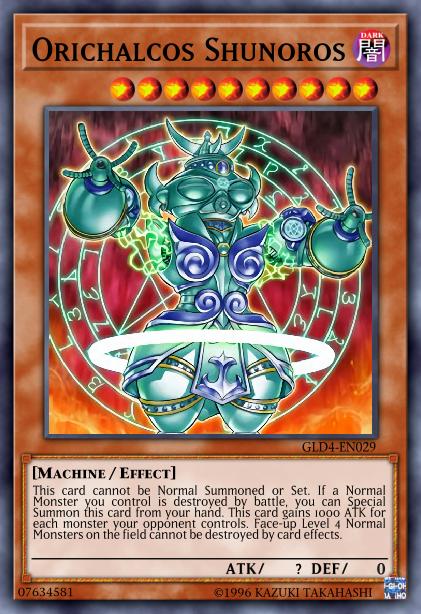 ORICHALCOS SHUNOROS
DARK
闇
GLD4-EN029
[MACHINE / EFFECT]
This card cannot be Normal Summoned or Set. If a Normal
Monster you control is destroyed by battle, you can Special
Summon this card from your hand. This card gains 1000 ATK for
each monster your opponent controls. Face-up Level 4 Normal
Monsters on the field cannot be destroyed by card effects.
ATK/ ? DEF/ 0
07634581
©1996 KAZUKI TAKAHASHI